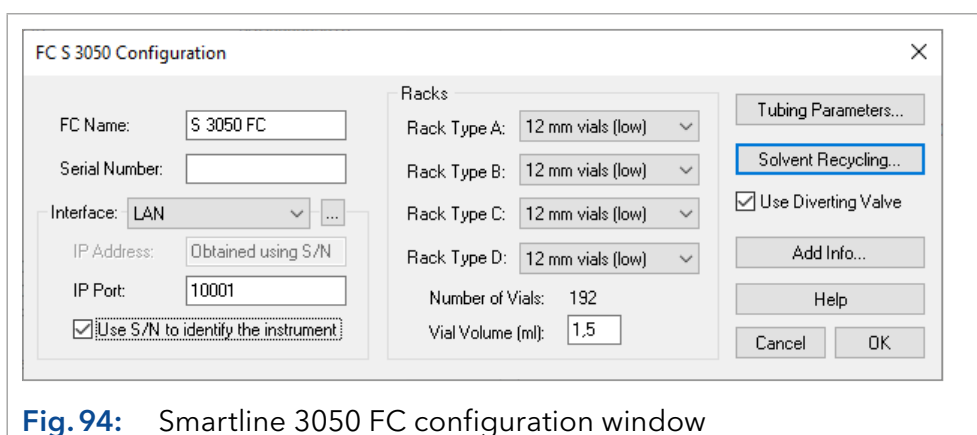 FC S 3050 Configuration
FC Name: S 3050 FC
Serial Number:
Interface: LAN ...
IP Address: Obtained using S/N
IP Port: 10001
Use S/N to identify the instrument
Racks
Rack Type A: 12 mm vials (low)
Rack Type B: 12 mm vials (low)
Rack Type C: 12 mm vials (low)
Rack Type D: 12 mm vials (low)
Number of Vials: 192
Vial Volume (ml): 1,5
Tubing Parameters...
Solvent Recycling...
Use Diverting Valve
Add Info...
Help
Cancel OK
Fig. 94: Smartline 3050 FC configuration window